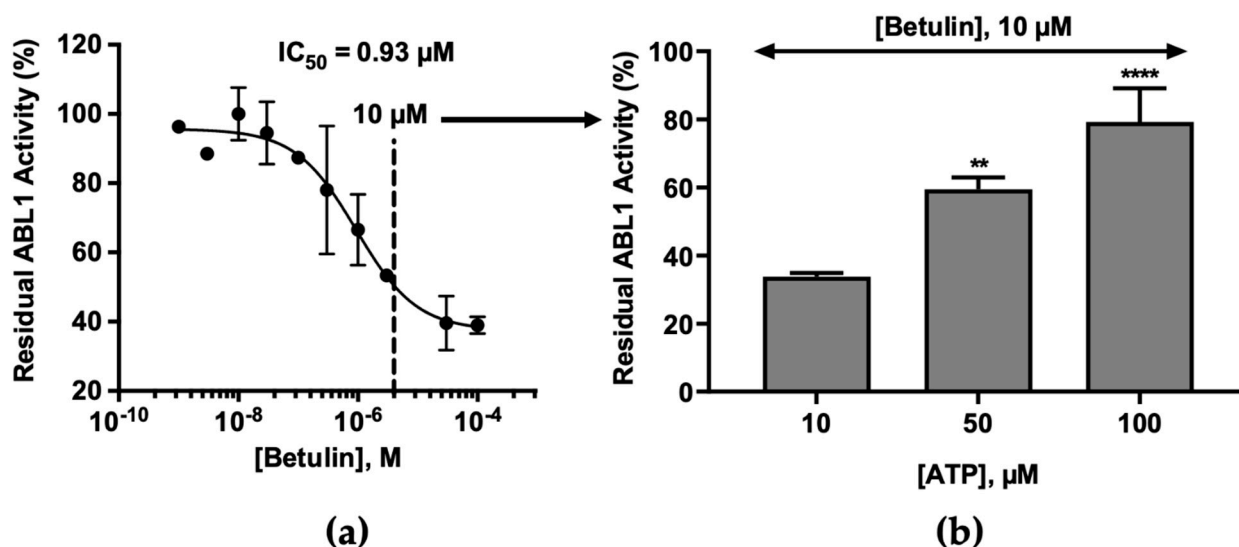 IC50 = 0.93 µM
10 µM
Residual ABL1 Activity (%)
120
100
80
60
40
20
10-10
10-8
10-6
10-4
[Betulin], M
(a)
[Betulin], 10 µM
Residual ABL1 Activity (%)
100
80
60
40
20
0
**
****
10
50
100
[ATP], µM
(b)